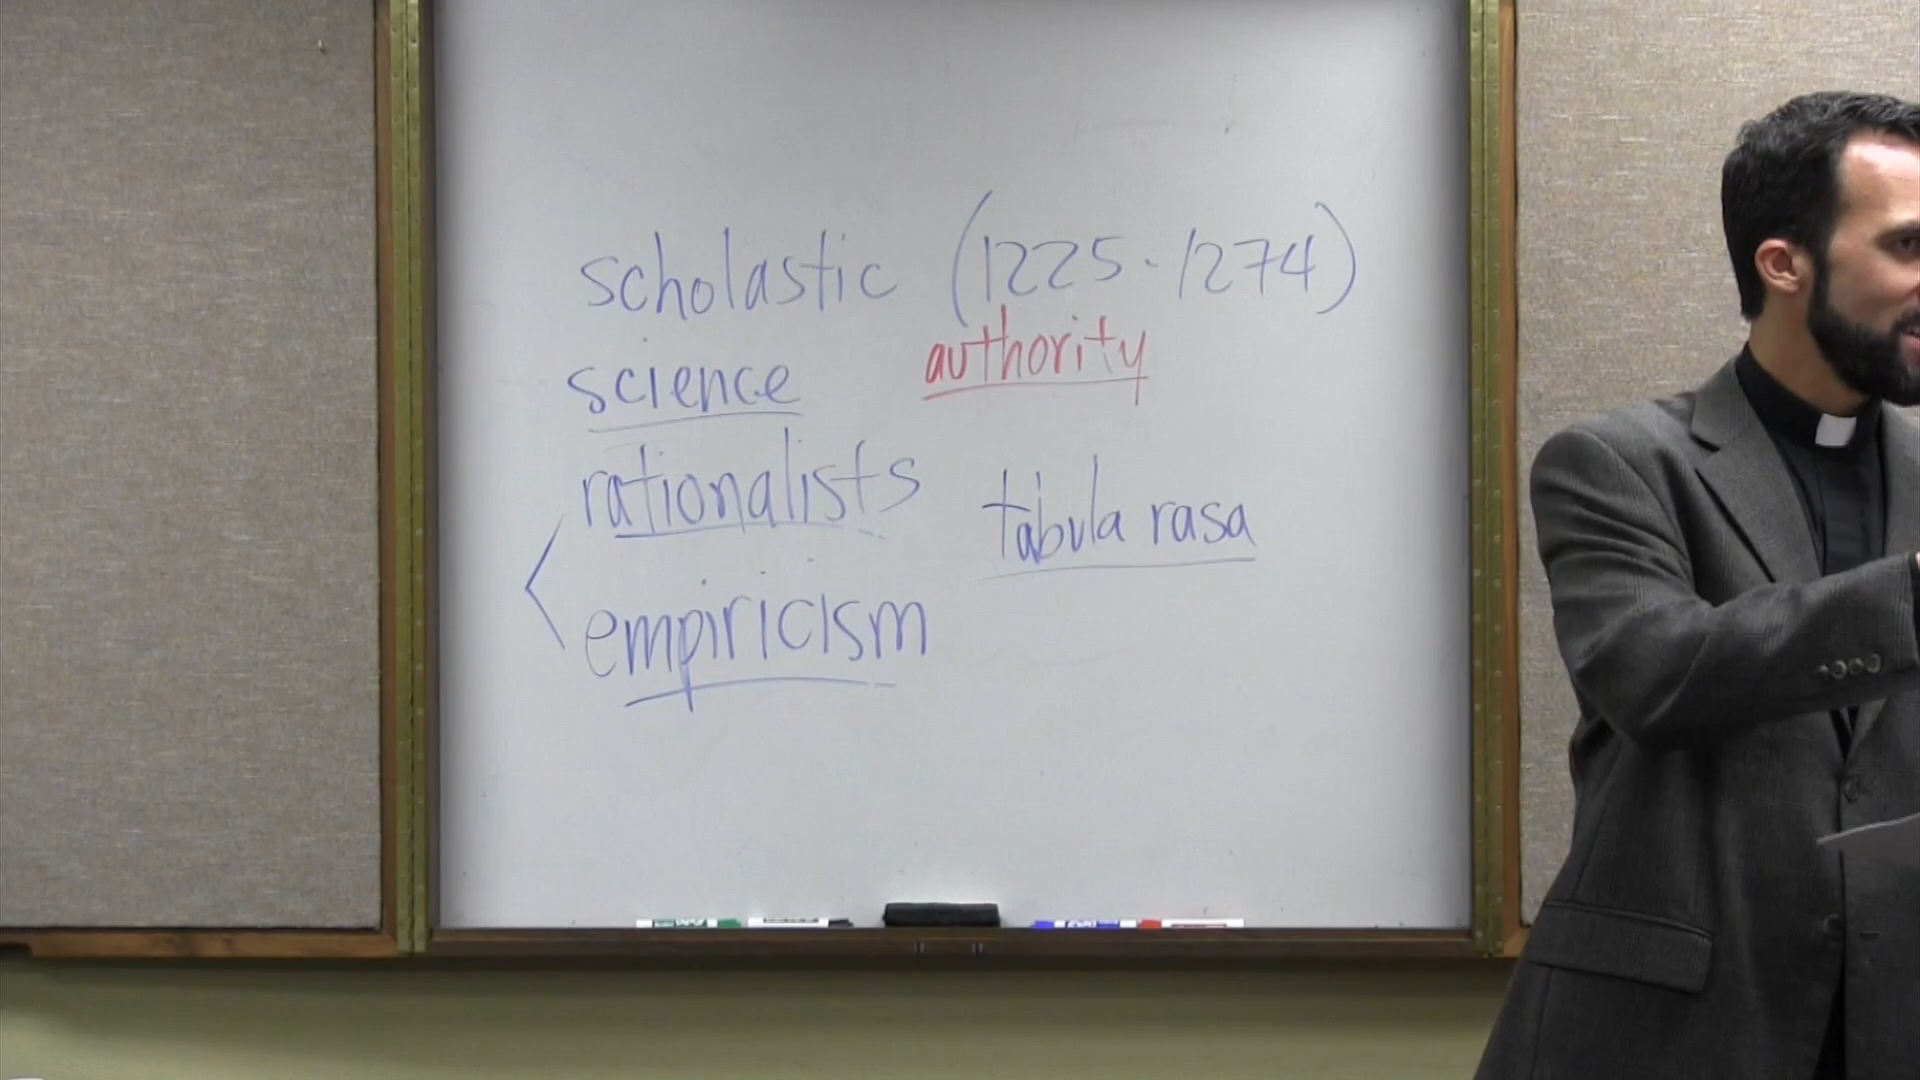 scholastic (1225-1274)
science authority
rationalists
tabula rasa
empiricism